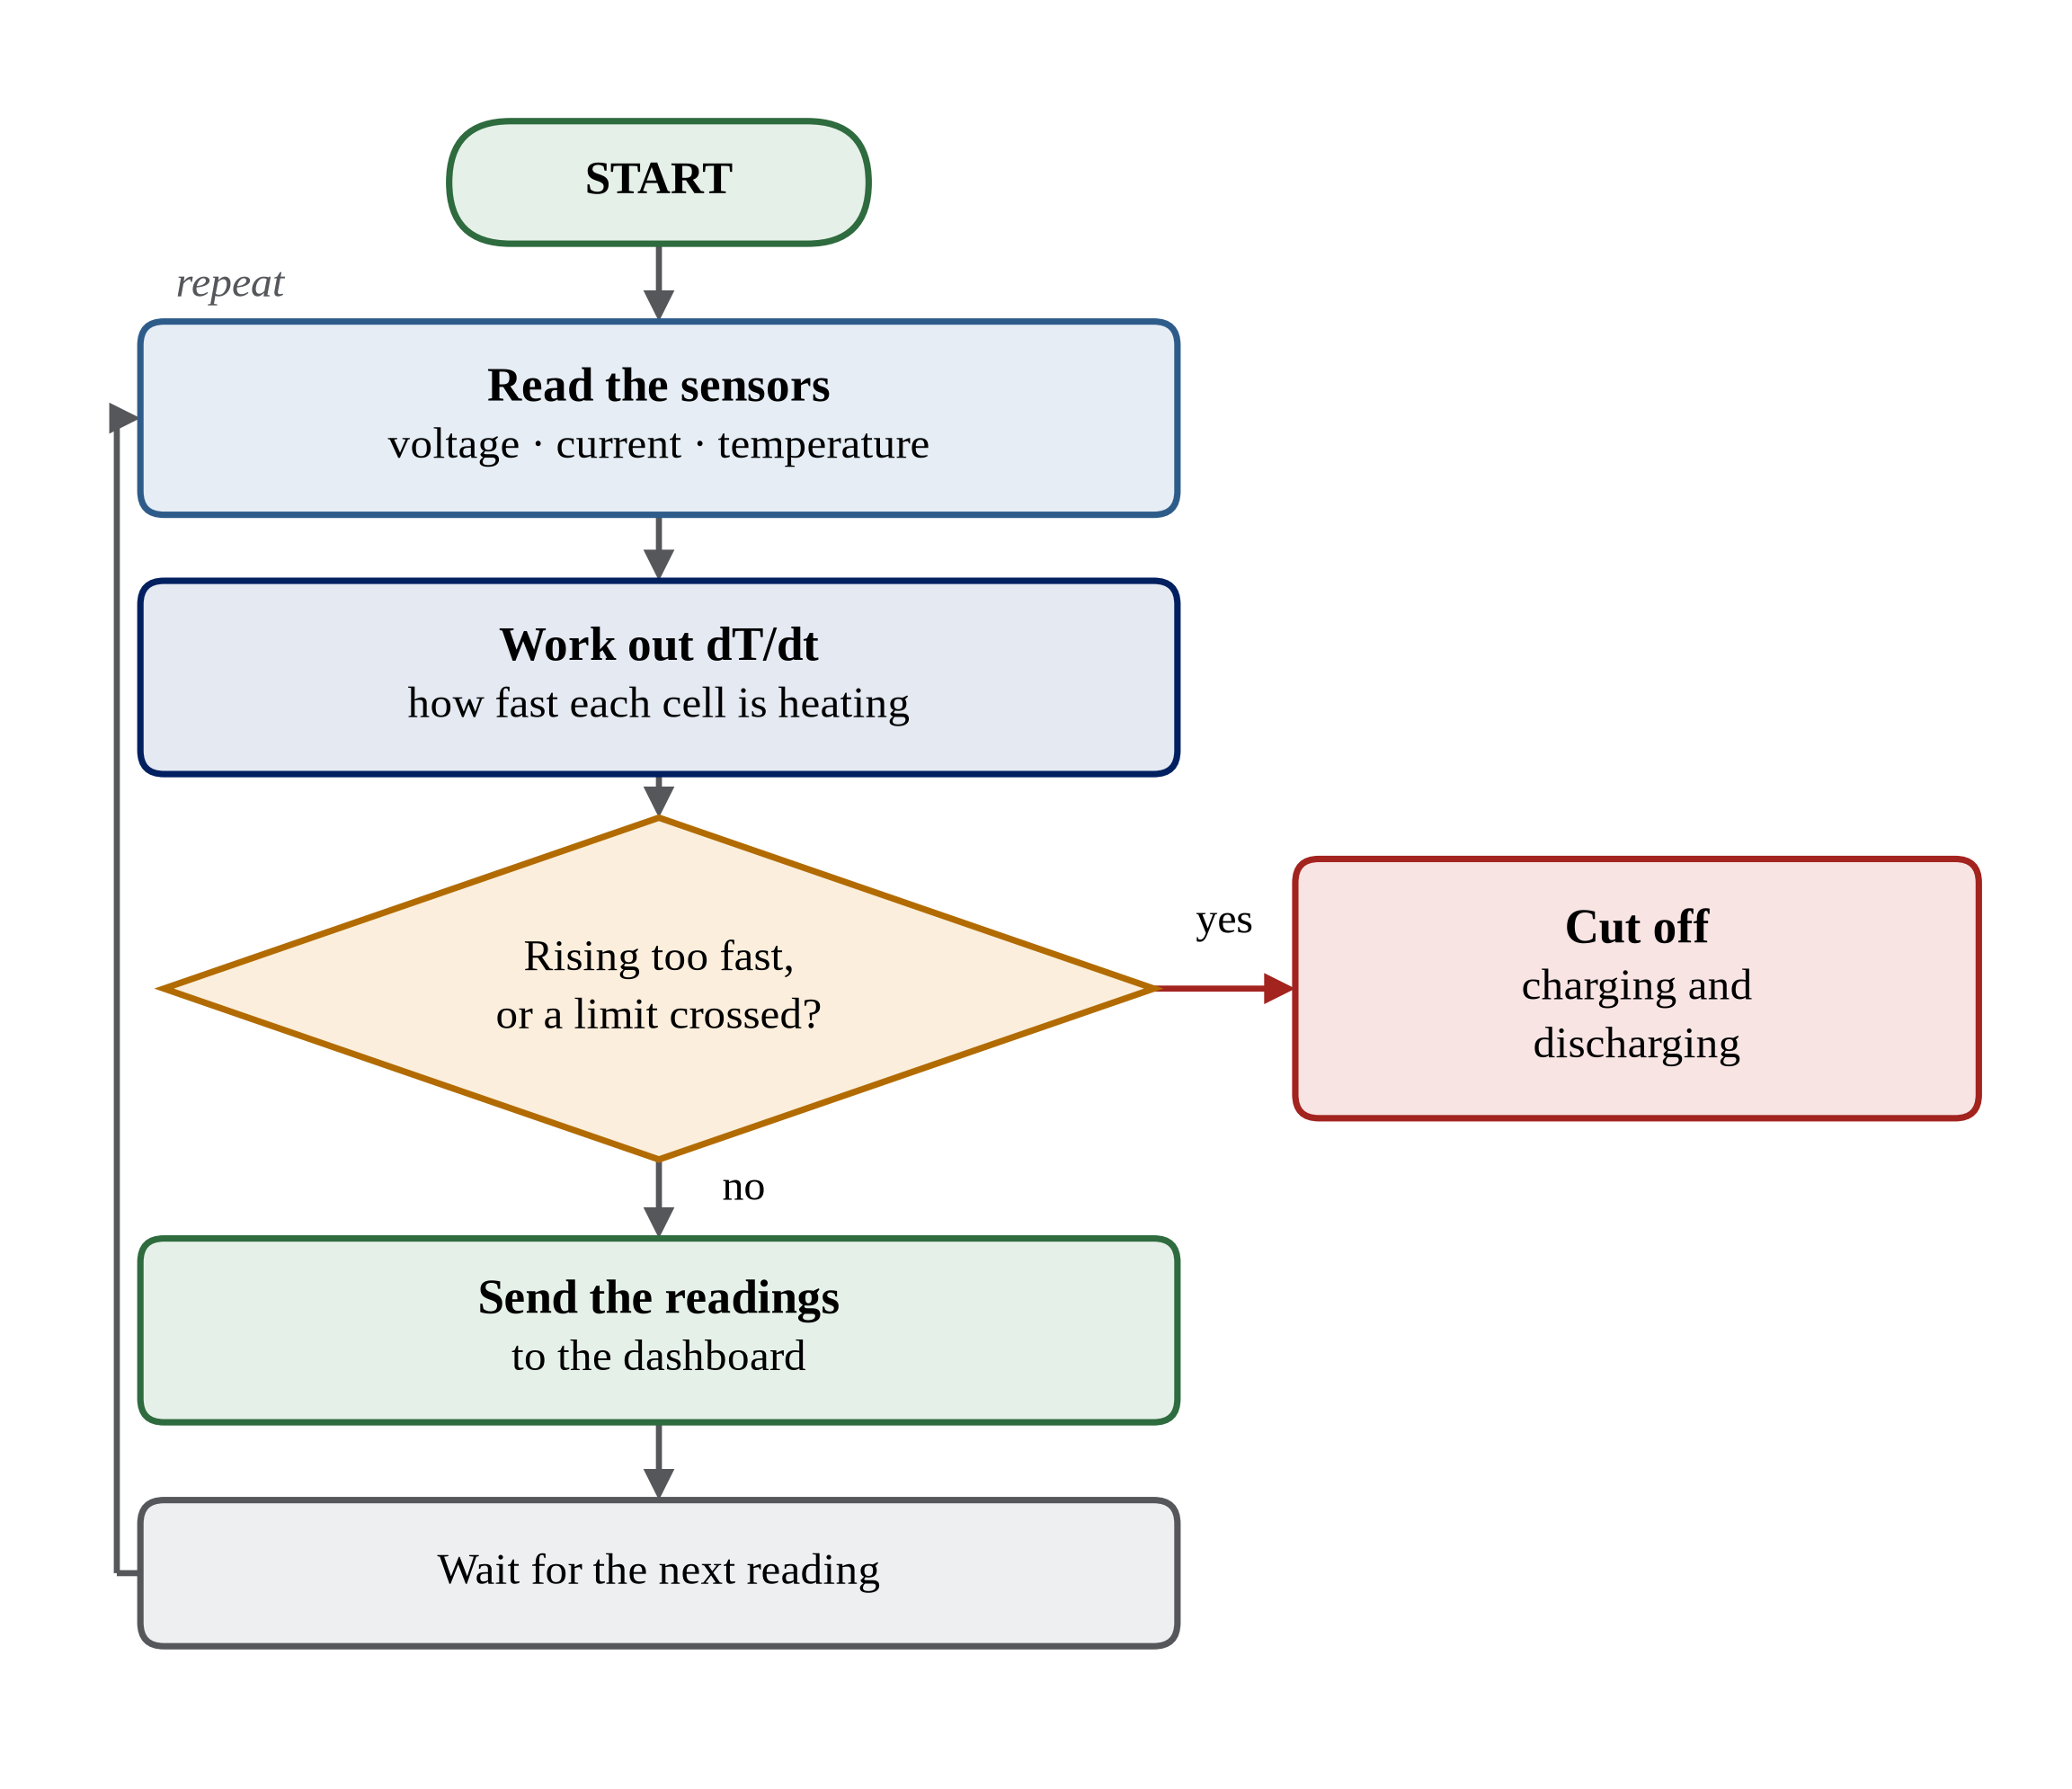 START
repeat
Read the sensors
voltage · current · temperature
Work out dT/dt
how fast each cell is heating
Rising too fast,
or a limit crossed?
yes
Cut off
charging and
discharging
no
Send the readings
to the dashboard
Wait for the next reading